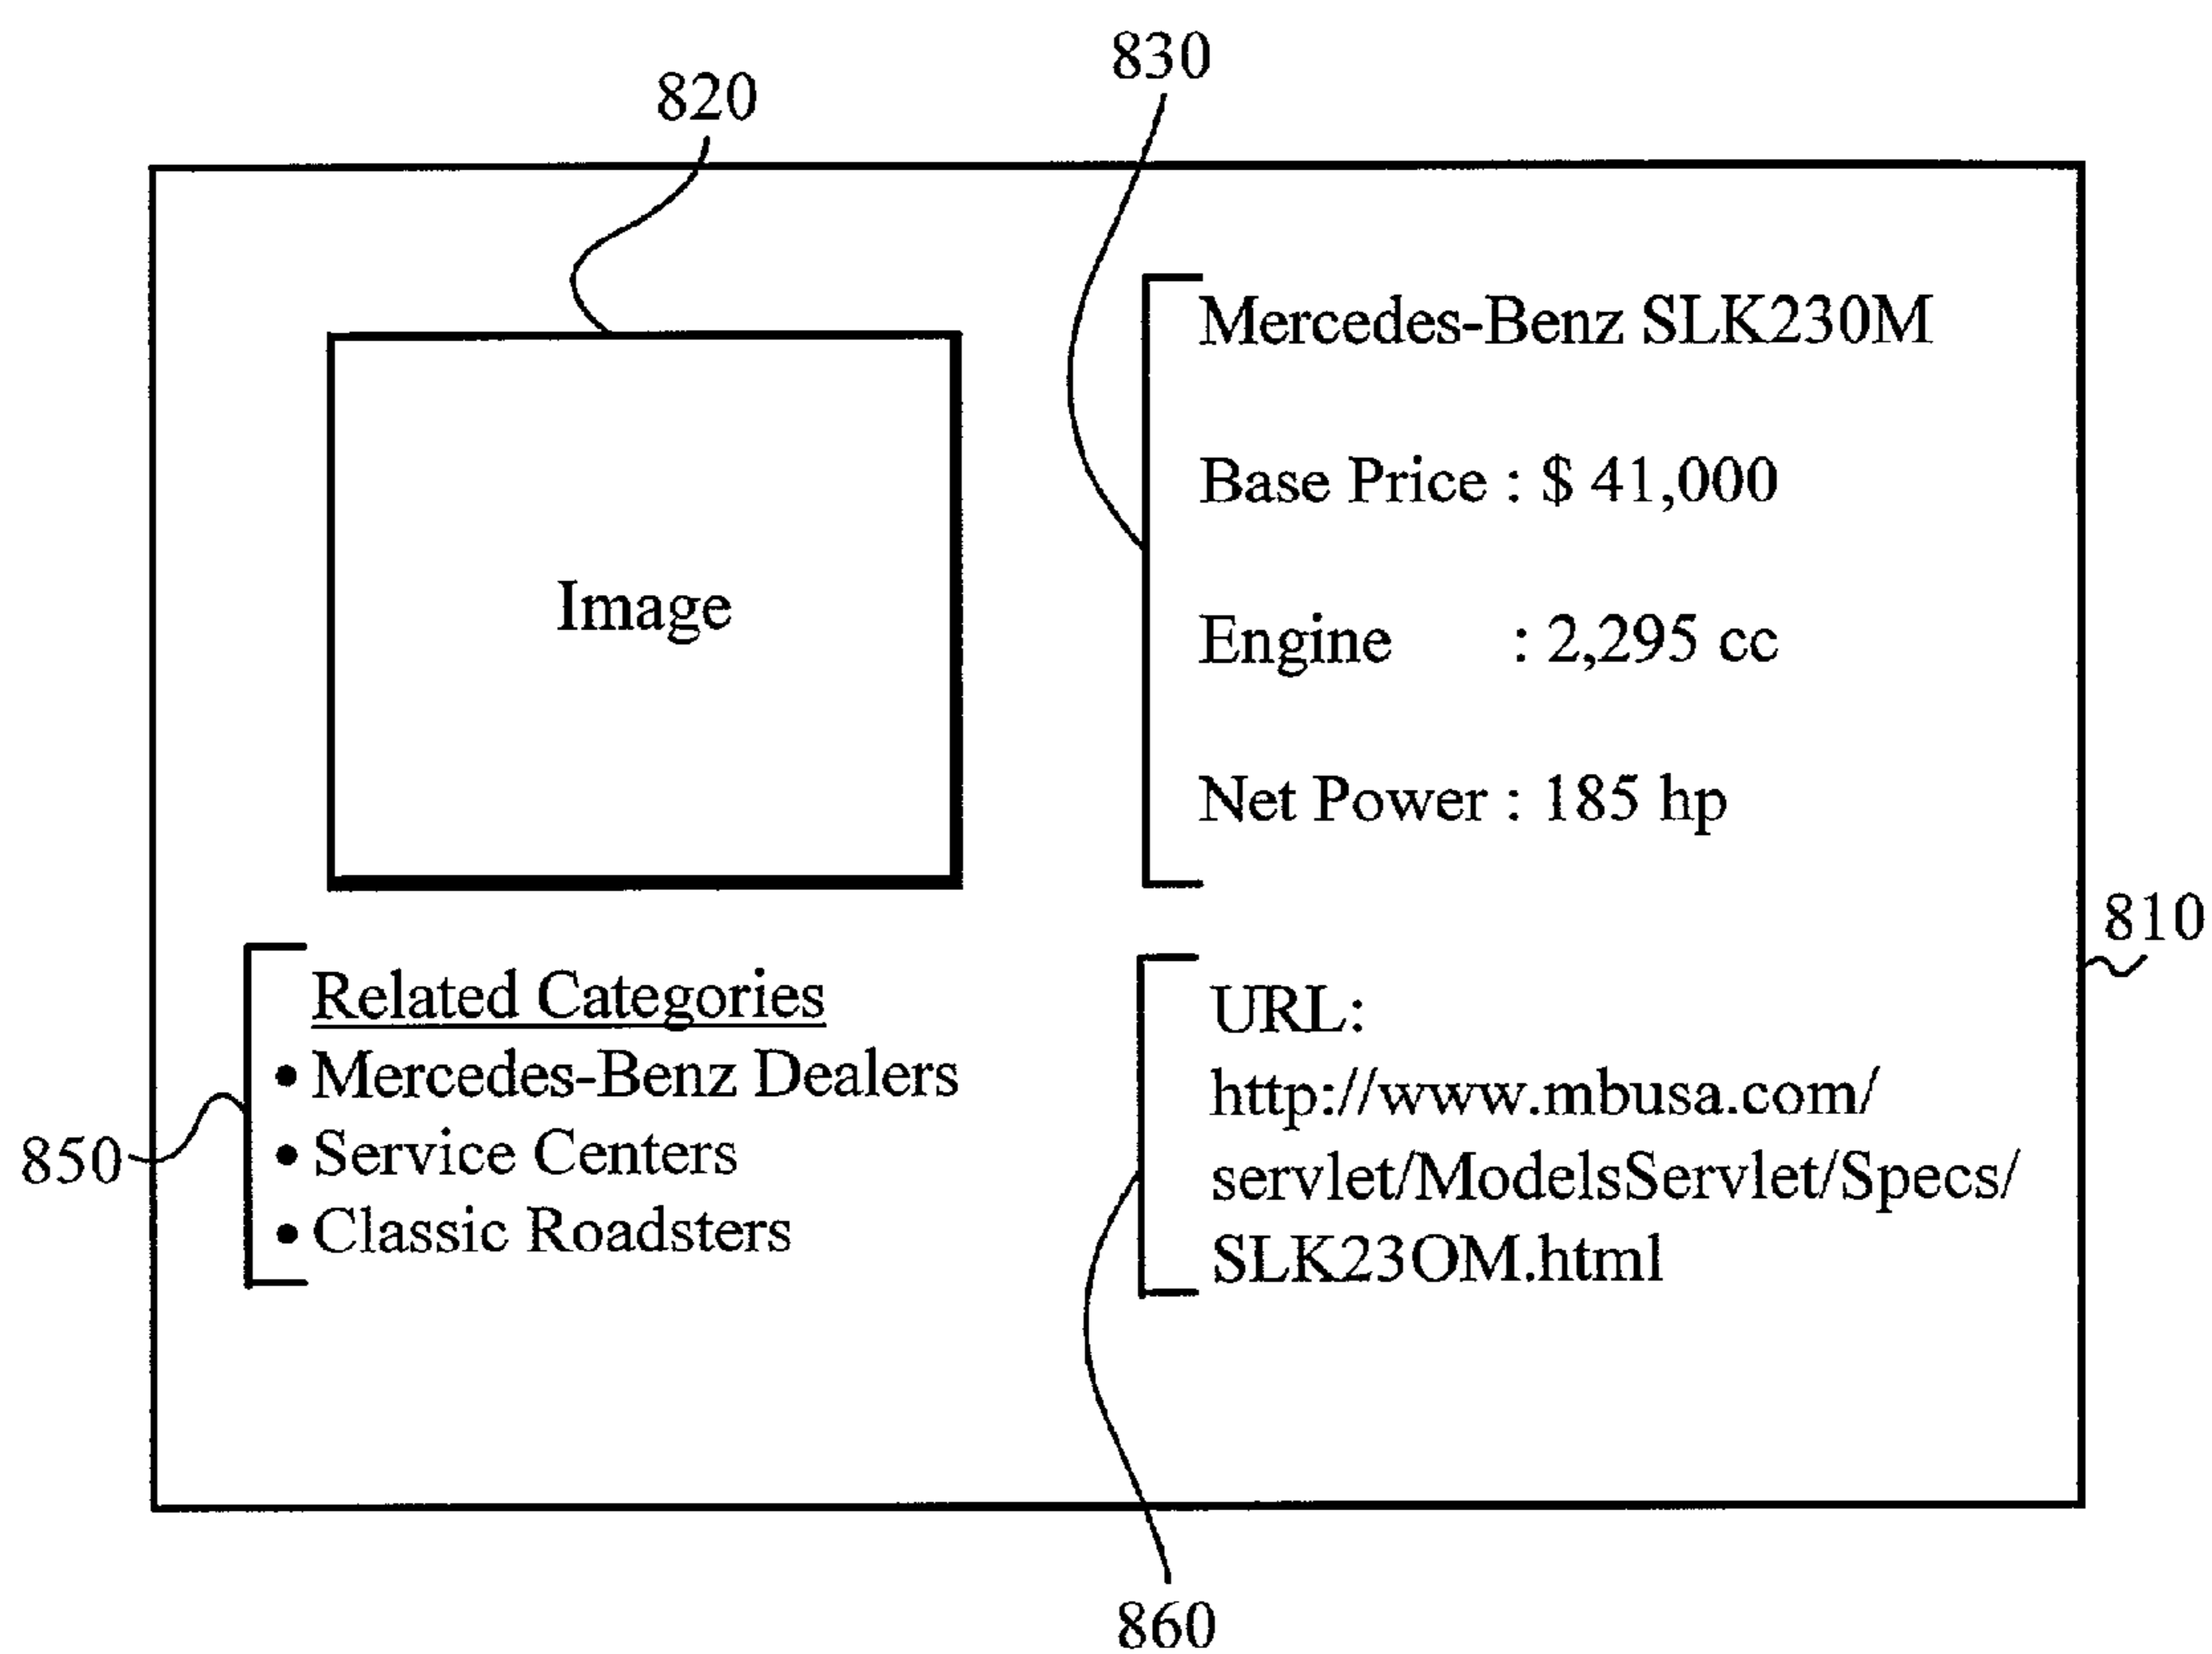 820
830
Image
Mercedes-Benz SLK230M
Base Price : $ 41,000
Engine : 2,295 cc
Net Power : 185 hp
810
Related Categories
• Mercedes-Benz Dealers
• Service Centers
• Classic Roadsters
850
URL:
http://www.mbusa.com/
servlet/ModelsServlet/Specs/
SLK23OM.html
860